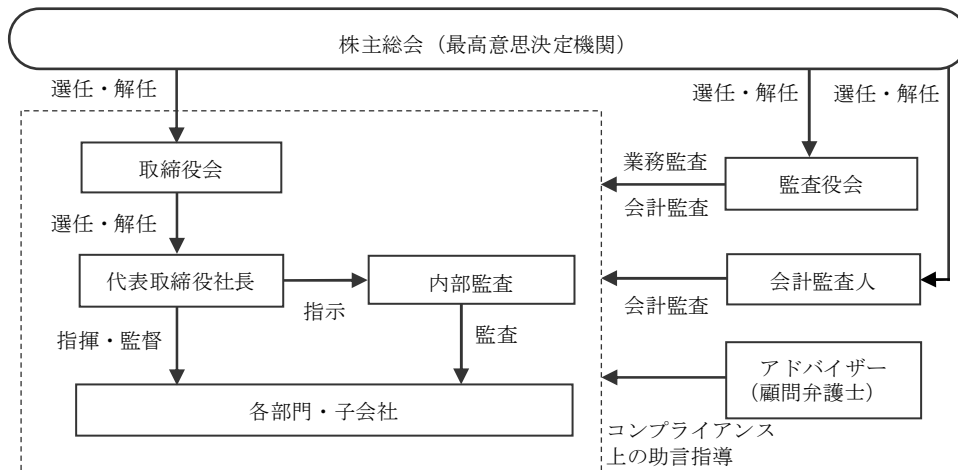 株主総会（最高意思決定機関）
選任・解任
選任・解任
選任・解任
取締役会
業務監査
監査役会
会計監査
選任・解任
代表取締役社長
内部監査
会計監査人
指示
会計監査
指揮・監督
監査
アドバイザー
（顧問弁護士）
各部門・子会社
コンプライアンス
上の助言指導